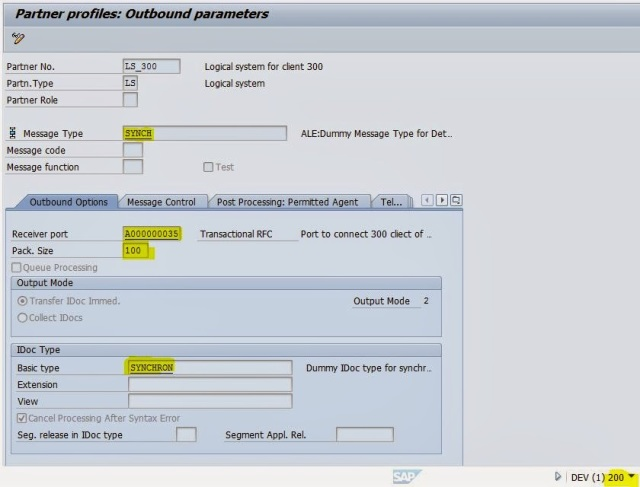 Partner profiles: Outbound parameters
Partner No. LS_300 Logical system for client 300
Partn.Type LS Logical system
Partner Role
Message Type SYNCH ALE:Dummy Message Type for Det..
Message code
Message function Test
Outbound Options Message Control Post Processing: Permitted Agent Tel...
Receiver port A000000035 Transactional RFC Port to connect 300 cliect of ..
Pack. Size 100
Queue Processing
Output Mode
Transfer IDoc Immed. Output Mode 2
Collect IDocs
IDoc Type
Basic type SYNCHRON Dummy IDoc type for synchr..
Extension
View
Cancel Processing After Syntax Error
Seg. release in IDoc type Segment Appl. Rel.
SAP DEV (1) 200